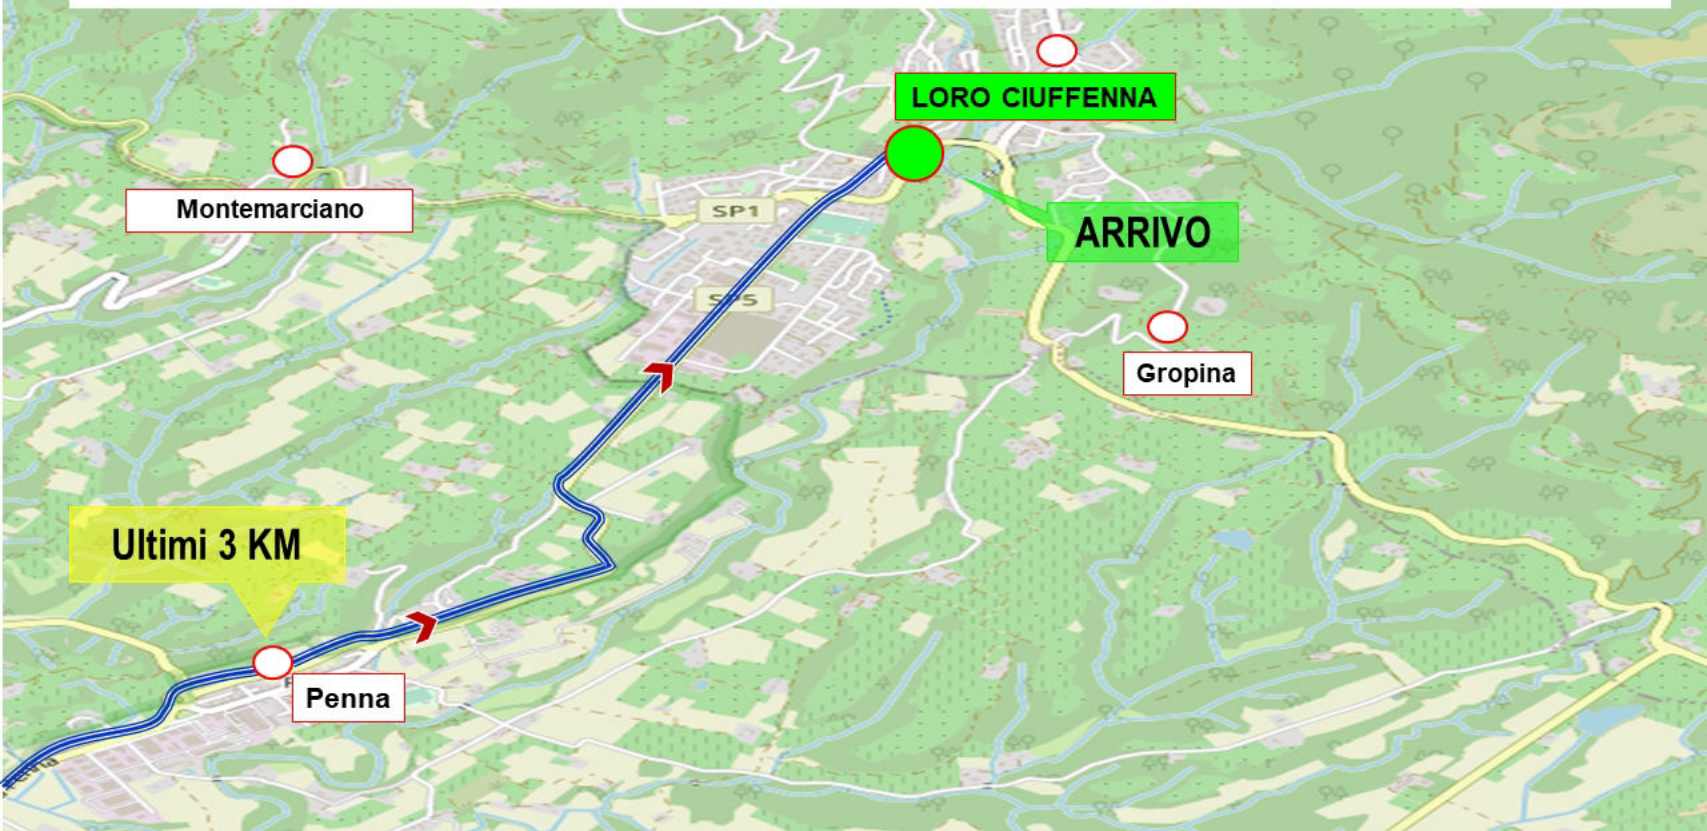 LORO CIUFFENNA
Montemarciano
SP1
ARRIVO
SP5
Gropina
Ultimi 3 KM
Penna